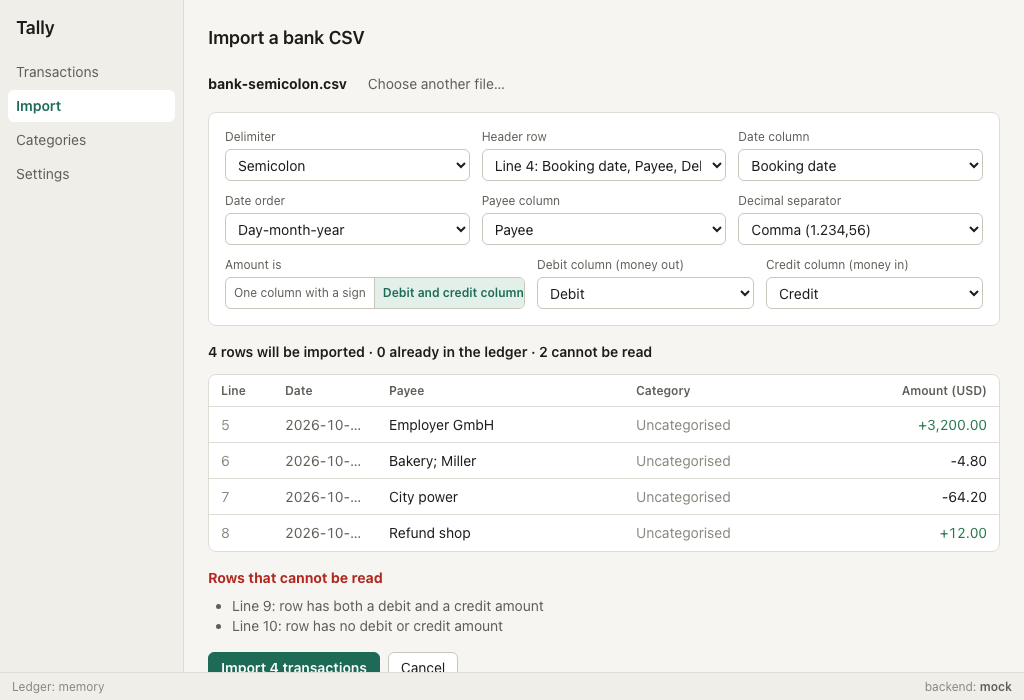 Tally
Transactions
Import
Categories
Settings
Import a bank CSV
bank-semicolon.csv Choose another file...
Delimiter Header row Date column
Semicolon Line 4: Booking date, Payee, Del Booking date
Date order Payee column Decimal separator
Day-month-year Payee Comma (1.234,56)
Amount is Debit column (money out) Credit column (money in)
One column with a sign Debit and credit column Debit Credit
4 rows will be imported · 0 already in the ledger · 2 cannot be read
Line Date Payee Category Amount (USD)
5 2026-10-... Employer GmbH Uncategorised +3,200.00
6 2026-10-... Bakery; Miller Uncategorised -4.80
7 2026-10-... City power Uncategorised -64.20
8 2026-10-... Refund shop Uncategorised +12.00
Rows that cannot be read
• Line 9: row has both a debit and a credit amount
• Line 10: row has no debit or credit amount
Import 4 transactions Cancel
Ledger: memory backend: mock